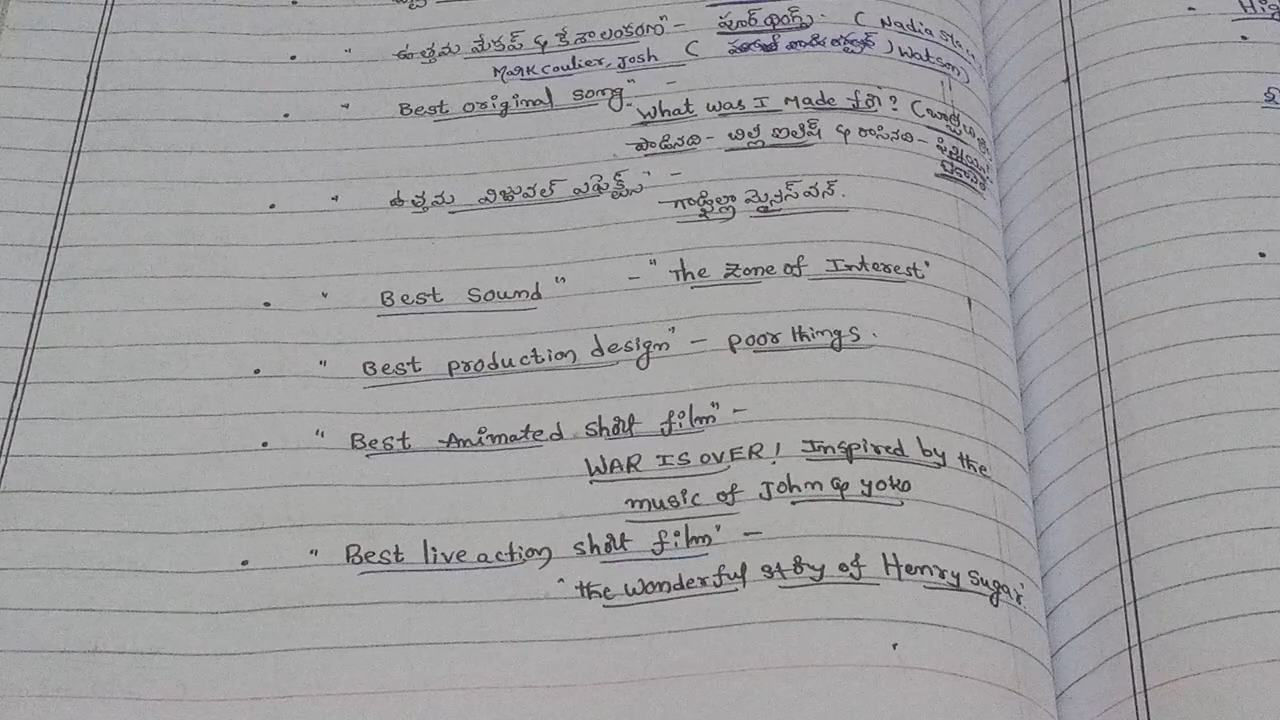 • " ఉత్తమ మేకప్ & కేశాలంకరణ" - పూర్ థింగ్స్. ( Nadia Stacey
Mark Coulier, Josh ( ) Watson)
• " Best original song" -
What was I Made for? (బార్బీ
పాడినది - బిల్లీ ఐలిష్ & రాసినది -
• " ఉత్తమ విజువల్ ఎఫెక్ట్స్" -
గాడ్జిల్లా మైనస్ వన్.
• " Best sound" - " The Zone of Interest"
• " Best production design" - poor things.
• " Best Animated short film" -
WAR IS OVER! Inspired by the
music of John & yoko
• " Best live action short film" -
" the wonderful story of Henry sugar"
Hig